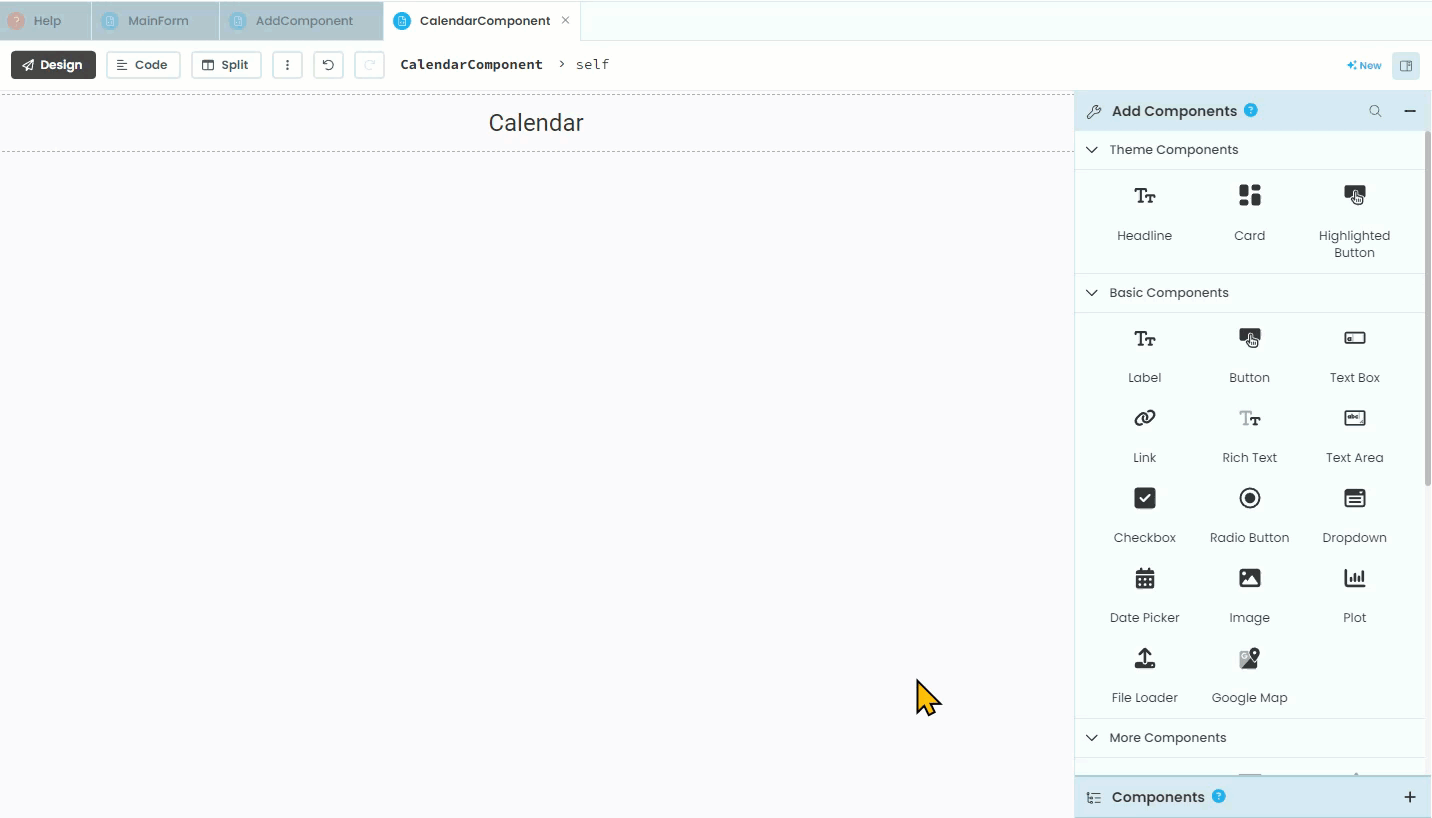 Help
MainForm
AddComponent
CalendarComponent
Design
Code
Split
CalendarComponent > self
New
Calendar
Add Components ?
Theme Components
Headline
Card
Highlighted
Button
Basic Components
Label
Button
Text Box
Link
Rich Text
Text Area
Checkbox
Radio Button
Dropdown
Date Picker
Image
Plot
File Loader
Google Map
More Components
Components ?